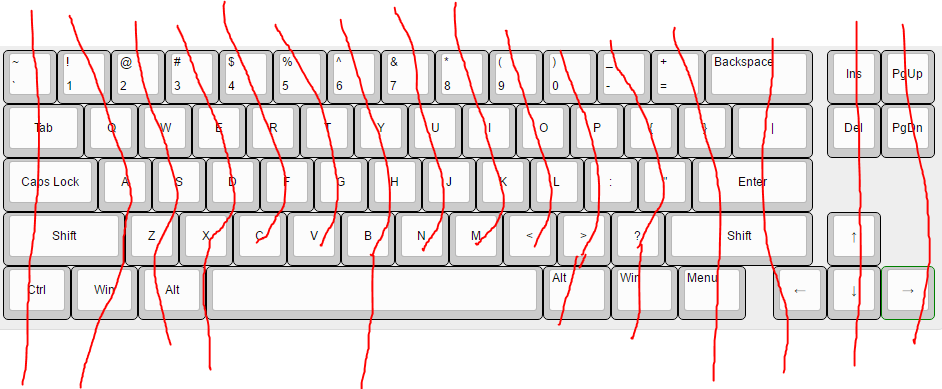 ~ ! @ # $ % ^ & * ( ) _ + Backspace Ins PgUp
` 1 2 3 4 5 6 7 8 9 0 - =
Tab Q W E R T Y U I O P { } | Del PgDn
Caps Lock A S D F G H J K L : " Enter
Shift Z X C V B N M < > ? Shift ↑
Ctrl Win Alt Alt Win Menu ← ↓ →